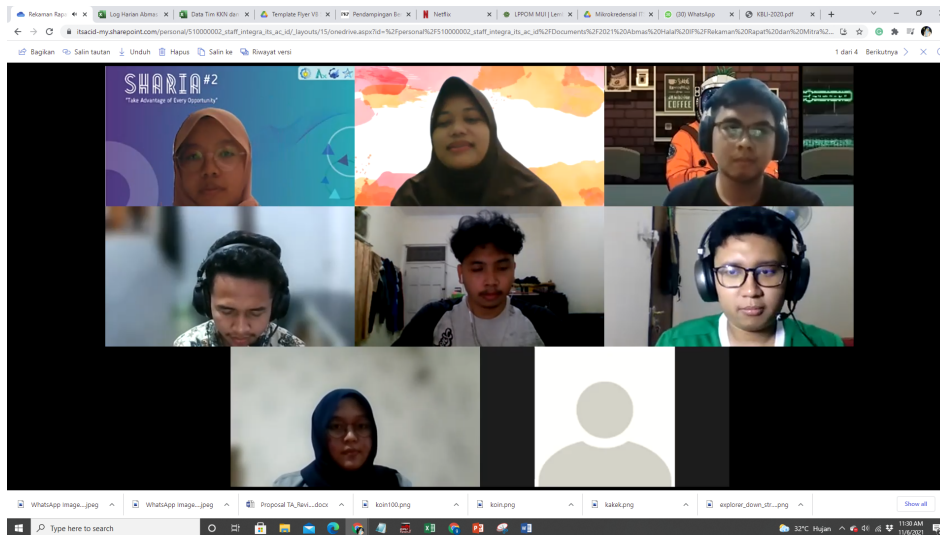 Rekaman Rapa
Log Harian Abmas
Data Tim KKN dan
Template Flyer VII
Pendampingan Be
Netflix
LPPOM MUI | Lem
Mikrokredensial IT
(30) WhatsApp
KBU-2020.pdf
itsacid-my.sharepoint.com/personal/510000002_staff_integra_its_ac_id/_layouts/15/onedrive.aspx?id=%2Fpersonal%2F510000002_staff_integra_its_ac_id%2FDocuments%2F2021%20Abmas%20Halal%20IF%2FRekaman%20Rapat%20dan%20Mitra%2...
Bagikan
Salin tautan
Unduh
Hapus
Salin ke
Riwayat versi
1 dari 4
Berikutnya
SHARIA #2
"Take Advantage of Every Opportunity"
COFFEE
WhatsApp Image....jpeg
WhatsApp Image....jpeg
Proposal TA_Revi....docx
koin100.png
koin.png
kakek.png
explorer_down_str....png
Show all
Type here to search
32°C Hujan
11:30 AM
11/6/2021